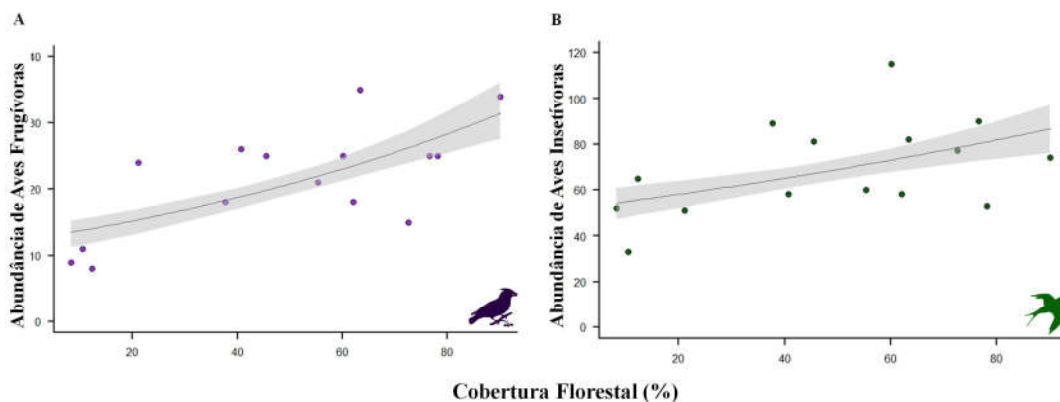 A
Abundância de Aves Frugívoras
40
30
20
10
0
20 40 60 80
B
Abundância de Aves Insetívoras
120
100
80
60
40
20
0
20 40 60 80
Cobertura Florestal (%)